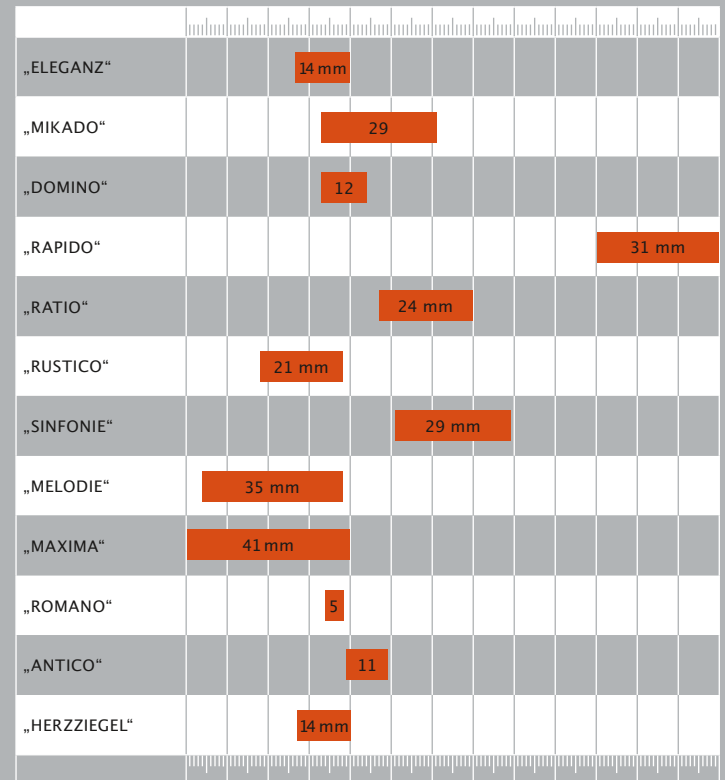 „ELEGANZ“ 14 mm
„MIKADO“ 29
„DOMINO“ 12
„RAPIDO“ 31 mm
„RATIO“ 24 mm
„RUSTICO“ 21 mm
„SINFONIE“ 29 mm
„MELODIE“ 35 mm
„MAXIMA“ 41 mm
„ROMANO“ 5
„ANTICO“ 11
„HERZZIEGEL“ 14 mm